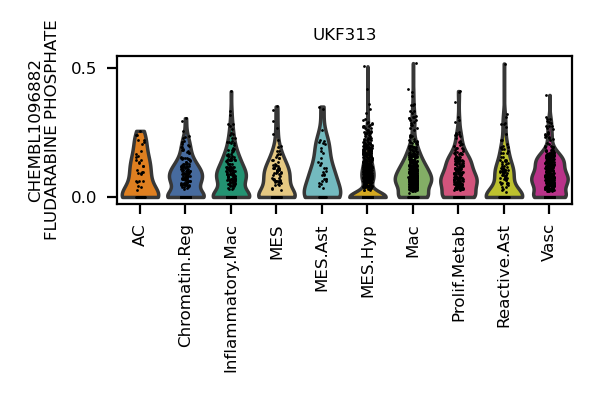 UKF313
CHEMBL1096882
FLUDARABINE PHOSPHATE
0.5
0.0
AC
Chromatin.Reg
Inflammatory.Mac
MES
MES.Ast
MES.Hyp
Mac
Prolif.Metab
Reactive.Ast
Vasc